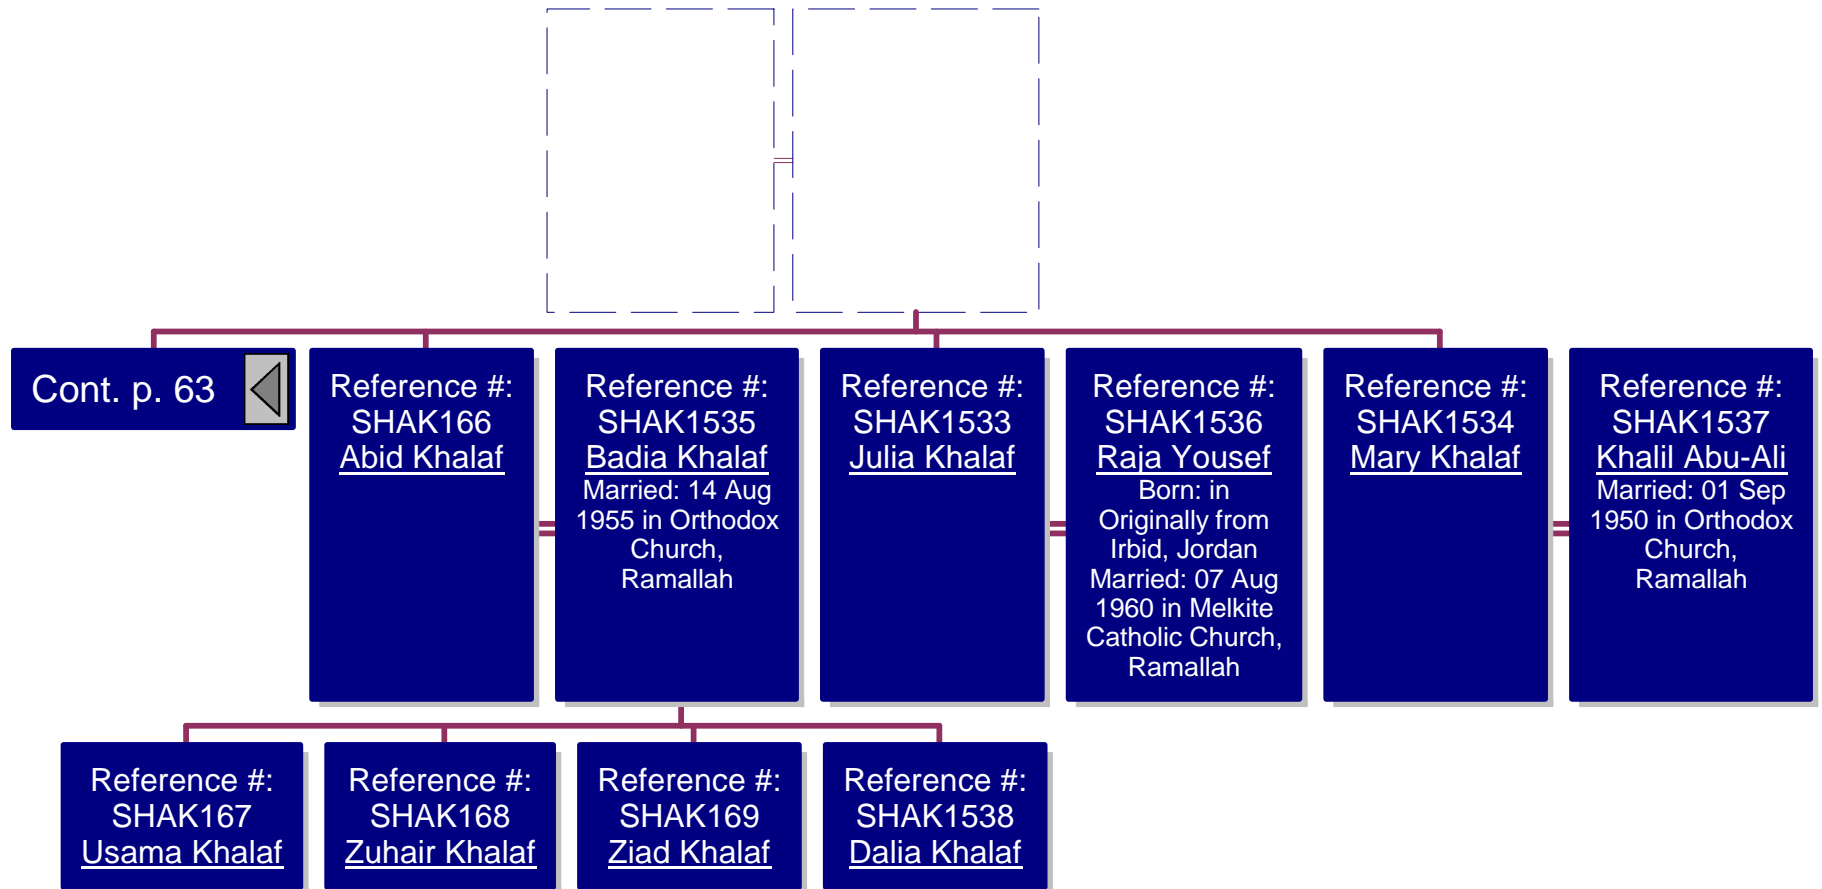 Cont. p. 63
Reference #:
SHAK166
Abid Khalaf
Reference #:
SHAK1535
Badia Khalaf
Married: 14 Aug
1955 in Orthodox
Church,
Ramallah
Reference #:
SHAK1533
Julia Khalaf
Reference #:
SHAK1536
Raja Yousef
Born: in
Originally from
Irbid, Jordan
Married: 07 Aug
1960 in Melkite
Catholic Church,
Ramallah
Reference #:
SHAK1534
Mary Khalaf
Reference #:
SHAK1537
Khalil Abu-Ali
Married: 01 Sep
1950 in Orthodox
Church,
Ramallah
Reference #:
SHAK167
Usama Khalaf
Reference #:
SHAK168
Zuhair Khalaf
Reference #:
SHAK169
Ziad Khalaf
Reference #:
SHAK1538
Dalia Khalaf